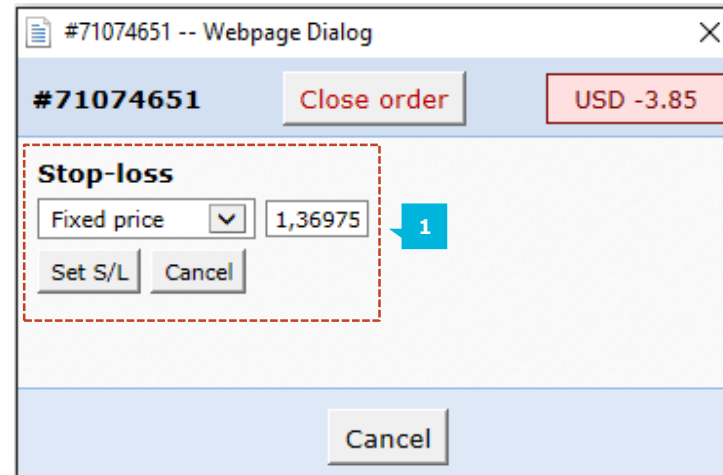 #71074651 -- Webpage Dialog
#71074651 Close order USD -3.85
Stop-loss
Fixed price 1,36975
1
Set S/L Cancel
Cancel